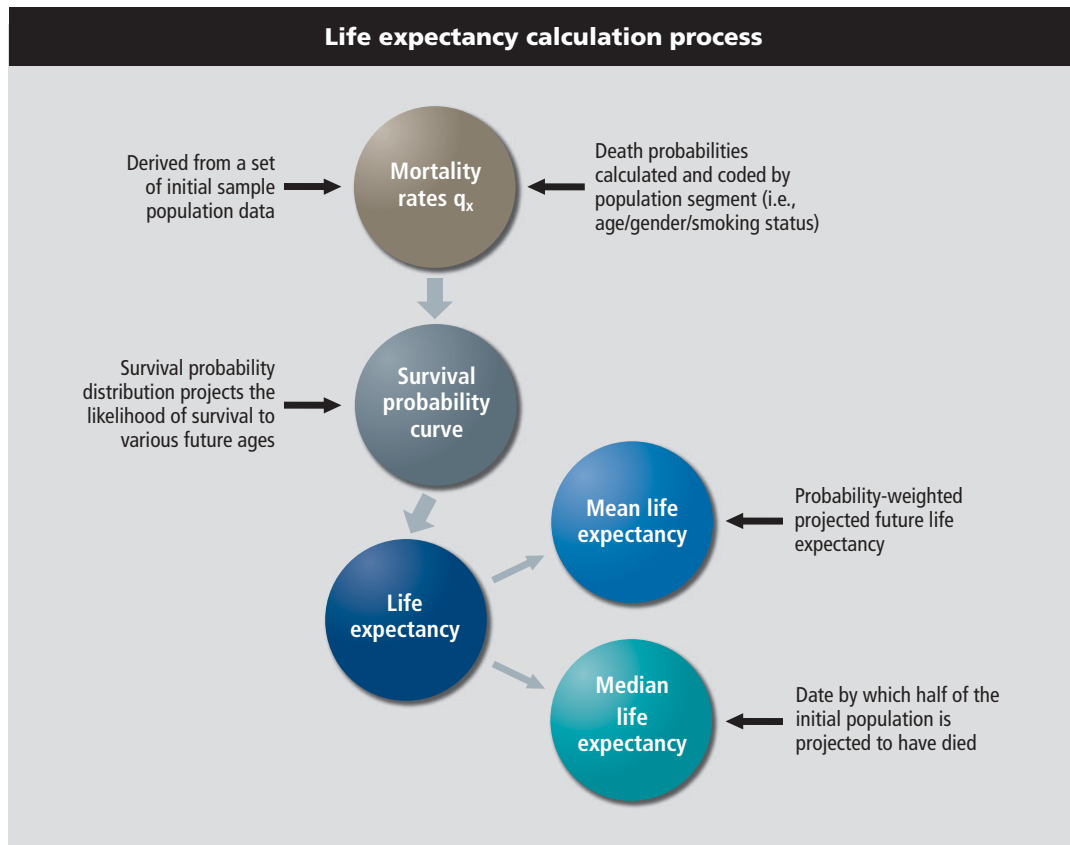 Life expectancy calculation process
Derived from a set
of initial sample
population data
Mortality
rates qₓ
Death probabilities
calculated and coded by
population segment (i.e.,
age/gender/smoking status)
Survival probability
distribution projects the
likelihood of survival to
various future ages
Survival
probability
curve
Mean life
expectancy
Probability-weighted
projected future life
expectancy
Life
expectancy
Median
life
expectancy
Date by which half of the
initial population is
projected to have died